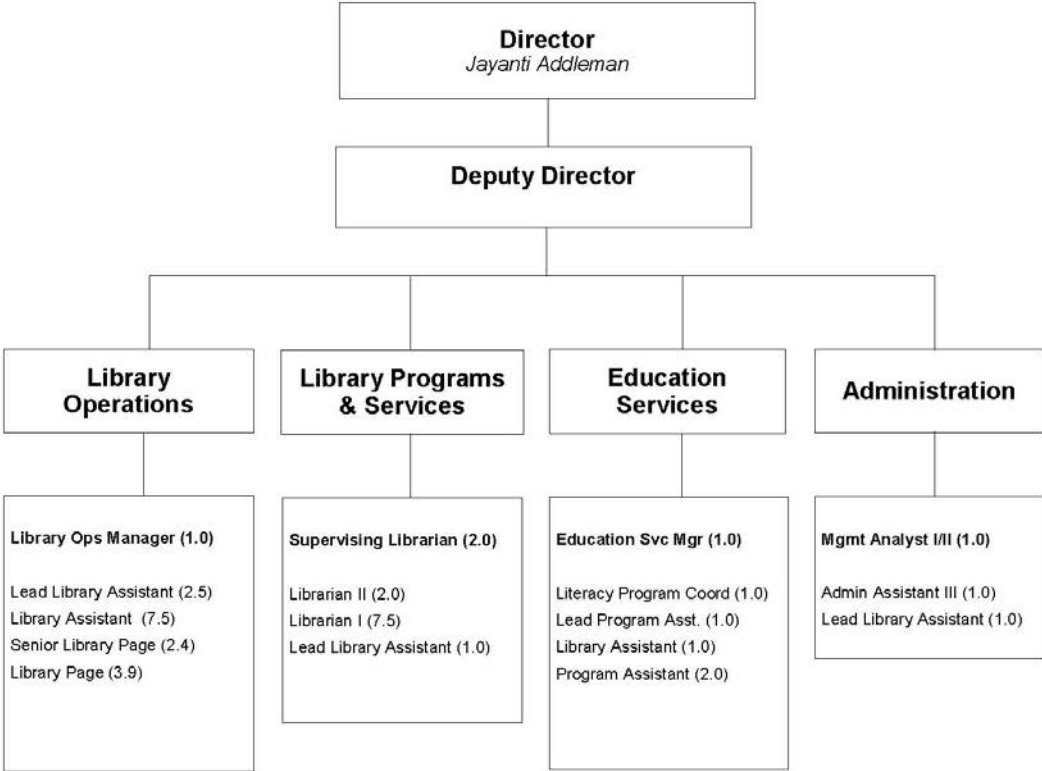 Director
Jayanti Addleman
Deputy Director
Library
Operations
Library Programs
& Services
Education
Services
Administration
Library Ops Manager (1.0)
Lead Library Assistant (2.5)
Library Assistant (7.5)
Senior Library Page (2.4)
Library Page (3.9)
Supervising Librarian (2.0)
Librarian II (2.0)
Librarian I (7.5)
Lead Library Assistant (1.0)
Education Svc Mgr (1.0)
Literacy Program Coord (1.0)
Lead Program Asst. (1.0)
Library Assistant (1.0)
Program Assistant (2.0)
Mgmt Analyst I/II (1.0)
Admin Assistant III (1.0)
Lead Library Assistant (1.0)